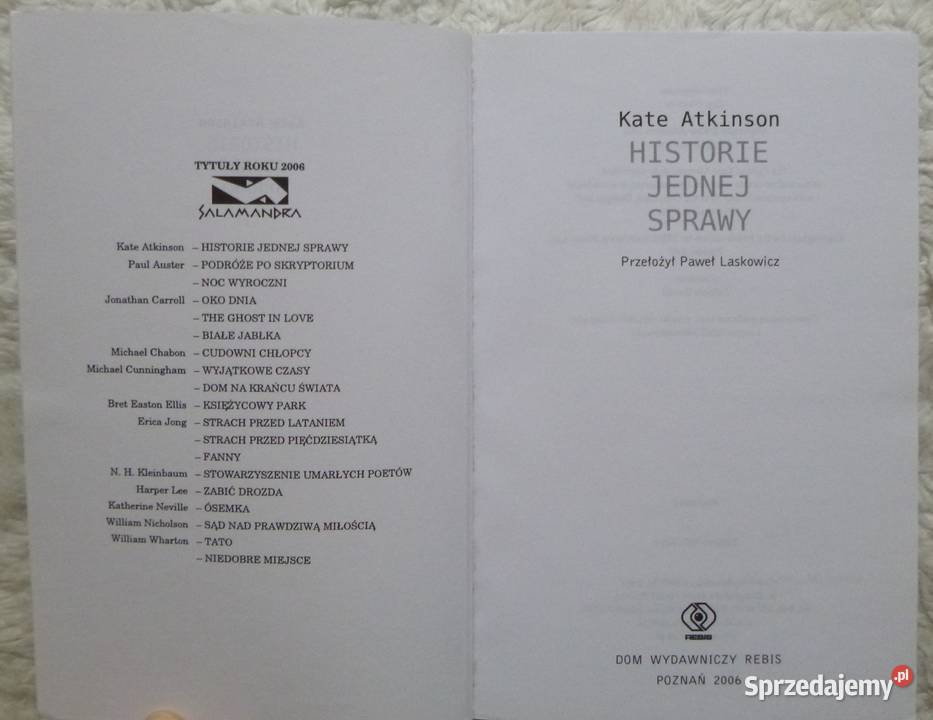 TYTUŁY ROKU 2006
SALAMANDRA
Kate Atkinson – HISTORIE JEDNEJ SPRAWY
Paul Auster – PODRÓŻE PO SKRYPTORIUM
– NOC WYROCZNI
Jonathan Carroll – OKO DNIA
– THE GHOST IN LOVE
– BIAŁE JABŁKA
Michael Chabon – CUDOWNI CHŁOPCY
Michael Cunningham – WYJĄTKOWE CZASY
– DOM NA KRAŃCU ŚWIATA
Bret Easton Ellis – KSIĘŻYCOWY PARK
Erica Jong – STRACH PRZED LATANIEM
– STRACH PRZED PIĘĆDZIESIĄTKĄ
– FANNY
N. H. Kleinbaum – STOWARZYSZENIE UMARŁYCH POETÓW
Harper Lee – ZABIĆ DROZDA
Katherine Neville – ÓSEMKA
William Nicholson – SĄD NAD PRAWDZIWĄ MIŁOŚCIĄ
William Wharton – TATO
– NIEDOBRE MIEJSCE
Kate Atkinson
HISTORIE
JEDNEJ
SPRAWY
Przełożył Paweł Laskowicz
REBIS
DOM WYDAWNICZY REBIS
POZNAŃ 2006
Sprzedajemy.pl